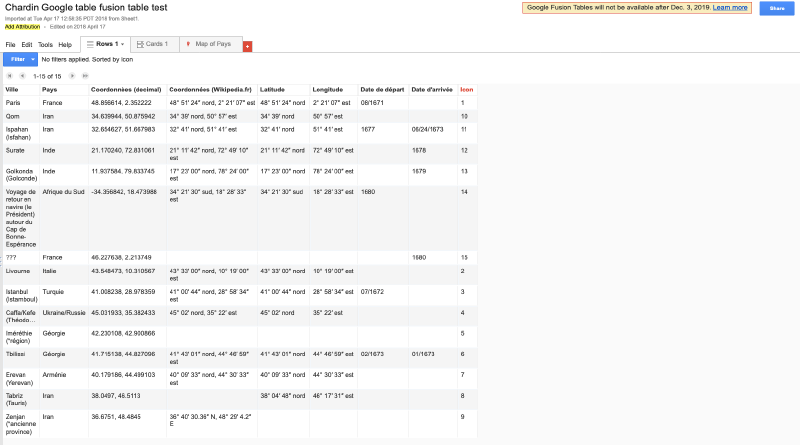 Chardin Google table fusion table test
Imported at Tue Apr 17 12:56:35 PDT 2018 from Sheet1.
Add Attribution - Edited on 2018 April 17
Google Fusion Tables will not be available after Dec. 3, 2019. Learn more
Share
File Edit Tools Help Rows 1 Cards 1 Map of Pays +
Filter No filters applied. Sorted by Icon
1-15 of 15
Ville Pays Coordonnées (decimal) Coordonnées (Wikipedia.fr) Latitude Longitude Date de départ Date d'arrivée Icon
Paris France 48.856614, 2.352222 48° 51′ 24″ nord, 2° 21′ 07″ est 48° 51′ 24″ nord 2° 21′ 07″ est 08/1671 1
Qom Iran 34.639944, 50.875942 34° 39′ nord, 50° 57′ est 34° 39′ nord 50° 57′ est 10
Ispahan Iran 32.654627, 51.667983 32° 41′ nord, 51° 41′ est 32° 41′ nord 51° 41′ est 1677 06/24/1673 11
(Isfahan)
Surate Inde 21.170240, 72.831061 21° 11′ 42″ nord, 72° 49′ 10″ 21° 11′ 42″ nord 72° 49′ 10″ est 1678 12
est
Golkonda Inde 11.937584, 79.833745 17° 23′ 00″ nord, 78° 24′ 00″ 17° 23′ 00″ nord 78° 24′ 00″ est 1679 13
(Golconde) est
Voyage de Afrique du Sud -34.356842, 18.473986 34° 21′ 30″ sud, 18° 28′ 33″ 34° 21′ 30″ sud 18° 28′ 33″ est 1680 14
retour en est
navire (le
Président)
autour du
Cap de
Bonne-
Espérance
??? France 46.227638, 2.213749 1680 15
Livourne Italie 43.548473, 10.310567 43° 33′ 00″ nord, 10° 19′ 00″ 43° 33′ 00″ nord 10° 19′ 00″ est 2
est
Istanbul Turquie 41.008238, 28.978359 41° 00′ 44″ nord, 28° 58′ 34″ 41° 00′ 44″ nord 28° 58′ 34″ est 07/1672 3
(Istamboul) est
Caffa/Kefe Ukraine/Russie 45.031933, 35.382433 45° 02′ nord, 35° 22′ est 45° 02′ nord 35° 22′ est 4
(Théodo...
Iméréthie Géorgie 42.230108, 42.900866 5
(*région)
Tbilissi Géorgie 41.715138, 44.827096 41° 43′ 01″ nord, 44° 46′ 59″ 41° 43′ 01″ nord 44° 46′ 59″ est 02/1673 01/1673 6
est
Erevan Arménie 40.179186, 44.499103 40° 09′ 33″ nord, 44° 30′ 33″ 40° 09′ 33″ nord 44° 30′ 33″ est 7
(Yerevan) est
Tabriz Iran 38.0497, 46.5113 38° 04′ 48″ nord 46° 17′ 31″ est 8
(Tauris)
Zenjan Iran 36.6751, 48.4845 36° 40′ 30.36″ N, 48° 29′ 4.2″ 9
(*ancienne E
province)